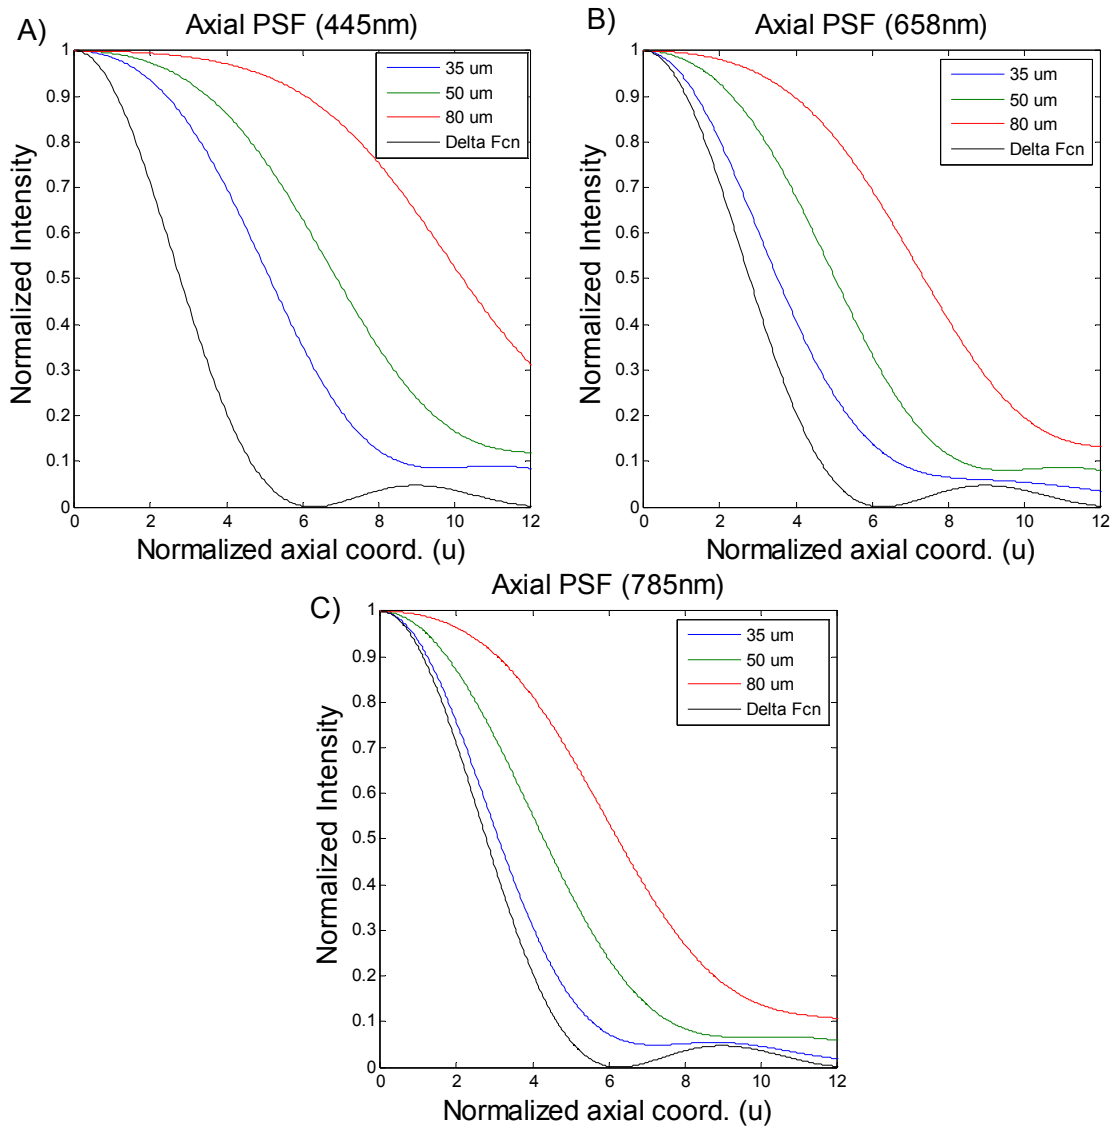 A)
Axial PSF (445nm)
1
0.9
0.8
0.7
0.6
0.5
0.4
0.3
0.2
0.1
0
Normalized Intensity
35 um
50 um
80 um
Delta Fcn
0 2 4 6 8 10 12
Normalized axial coord. (u)
B)
Axial PSF (658nm)
1
0.9
0.8
0.7
0.6
0.5
0.4
0.3
0.2
0.1
0
Normalized Intensity
35 um
50 um
80 um
Delta Fcn
0 2 4 6 8 10 12
Normalized axial coord. (u)
C)
Axial PSF (785nm)
1
0.9
0.8
0.7
0.6
0.5
0.4
0.3
0.2
0.1
0
Normalized Intensity
35 um
50 um
80 um
Delta Fcn
0 2 4 6 8 10 12
Normalized axial coord. (u)